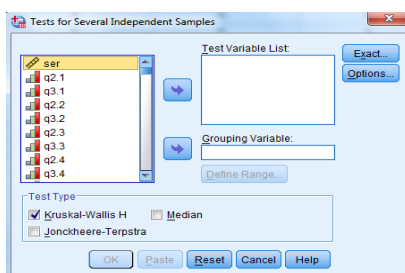 Tests for Several Independent Samples
ser
q2.1
q3.1
q2.2
q3.2
q2.3
q3.3
q2.4
q3.4
Test Variable List:
Grouping Variable:
Define Range...
Exact...
Options...
Test Type
Kruskal-Wallis H Median
Jonckheere-Terpstra
OK Paste Reset Cancel Help